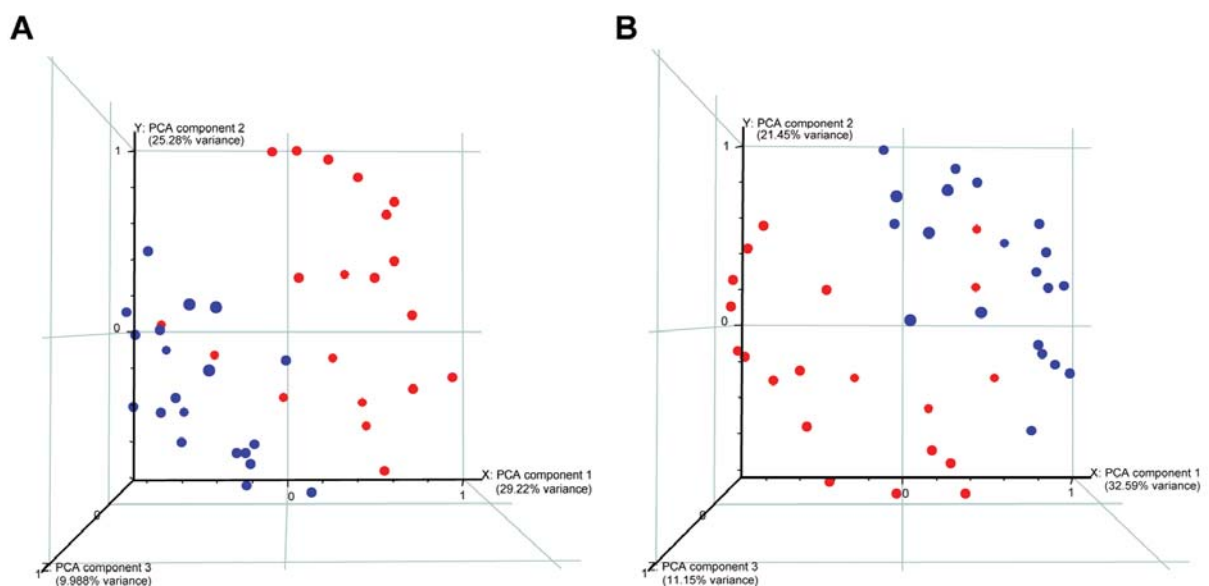 A
Y: PCA component 2
(25.28% variance)
1
0
X: PCA component 1
(29.22% variance)
0
1
0
1
Z: PCA component 3
(9.988% variance)
B
Y: PCA component 2
(21.45% variance)
1
0
X: PCA component 1
(32.59% variance)
0
1
0
1
Z: PCA component 3
(11.15% variance)